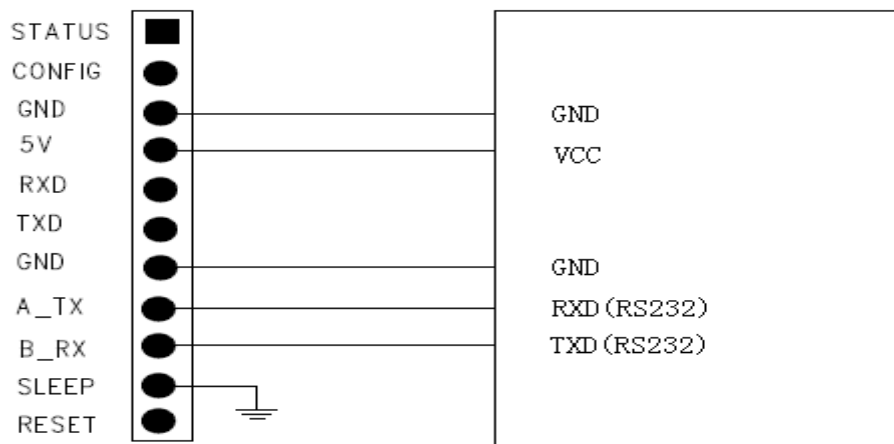 STATUS
CONFIG
GND
5V
RXD
TXD
GND
A_TX
B_RX
SLEEP
RESET
GND
VCC
GND
RXD(RS232)
TXD(RS232)